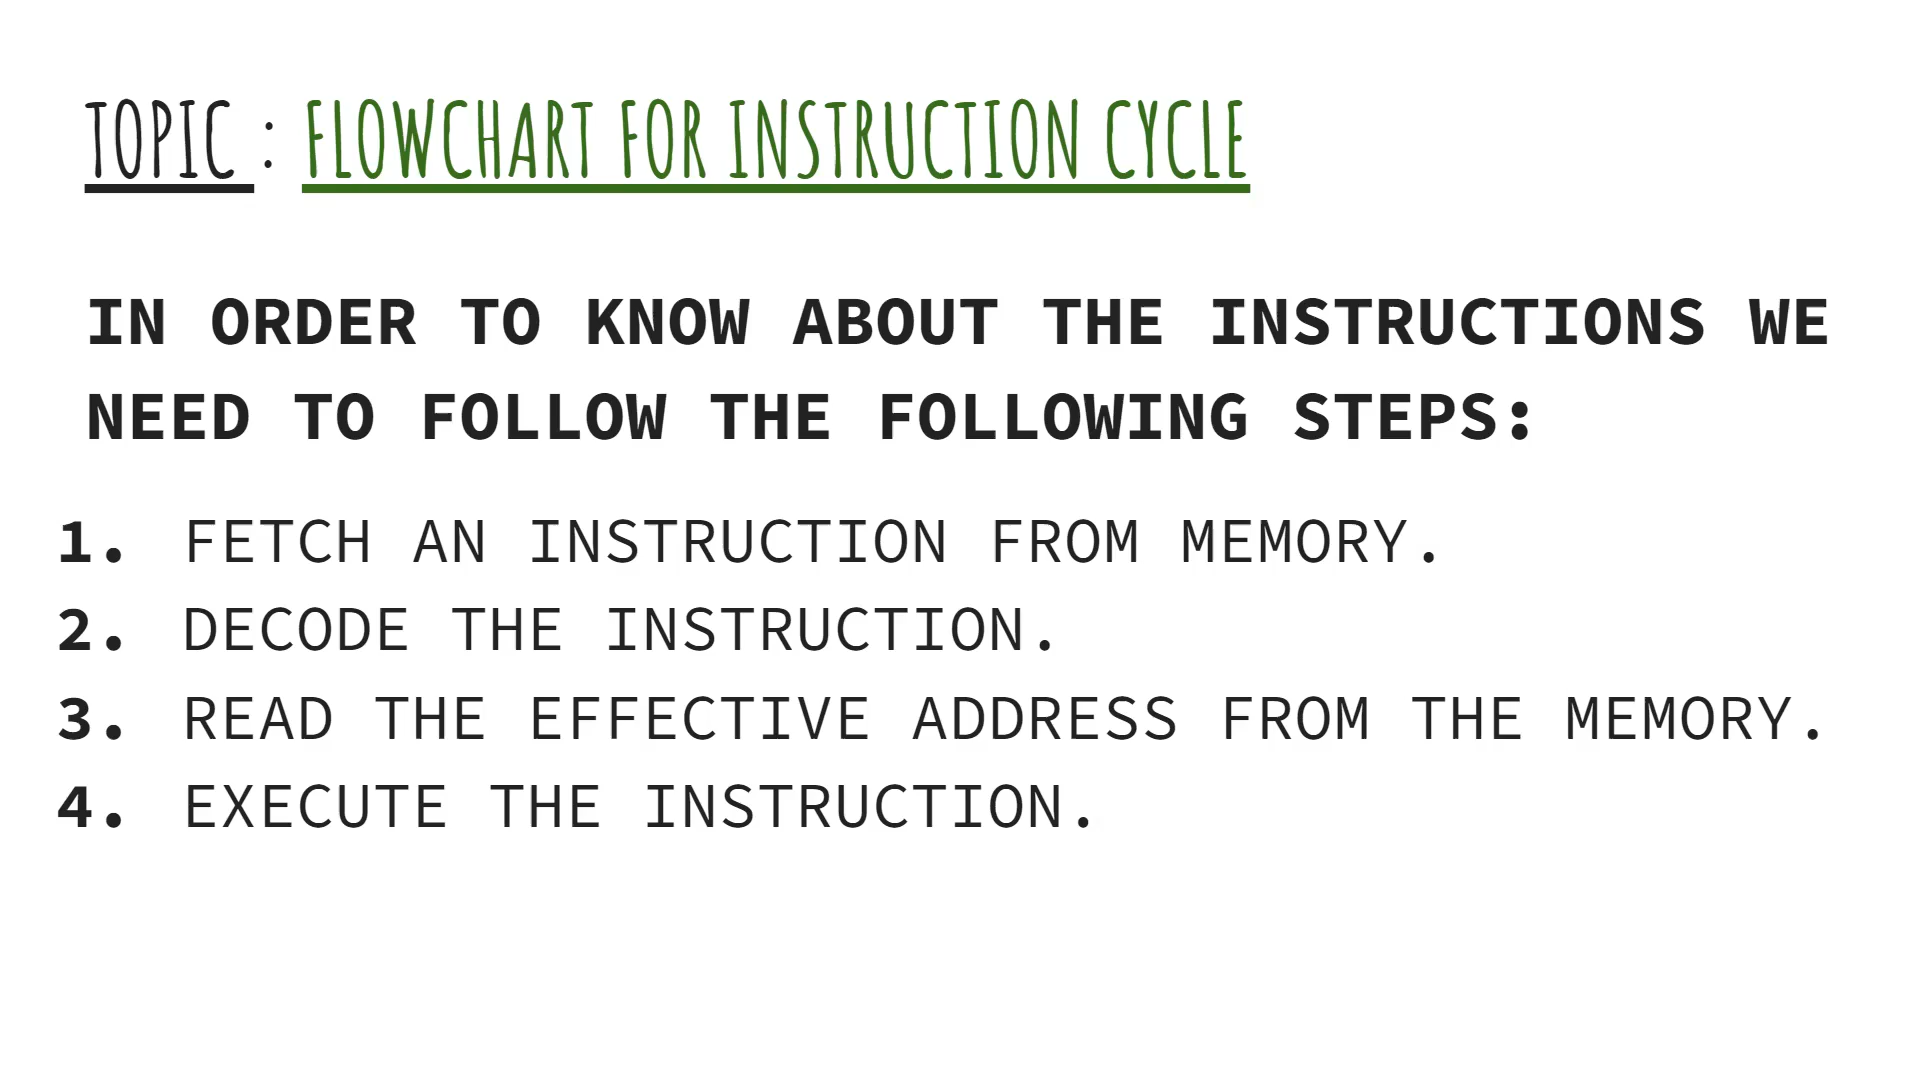 TOPIC : FLOWCHART FOR INSTRUCTION CYCLE
IN ORDER TO KNOW ABOUT THE INSTRUCTIONS WE
NEED TO FOLLOW THE FOLLOWING STEPS:
1. FETCH AN INSTRUCTION FROM MEMORY.
2. DECODE THE INSTRUCTION.
3. READ THE EFFECTIVE ADDRESS FROM THE MEMORY.
4. EXECUTE THE INSTRUCTION.